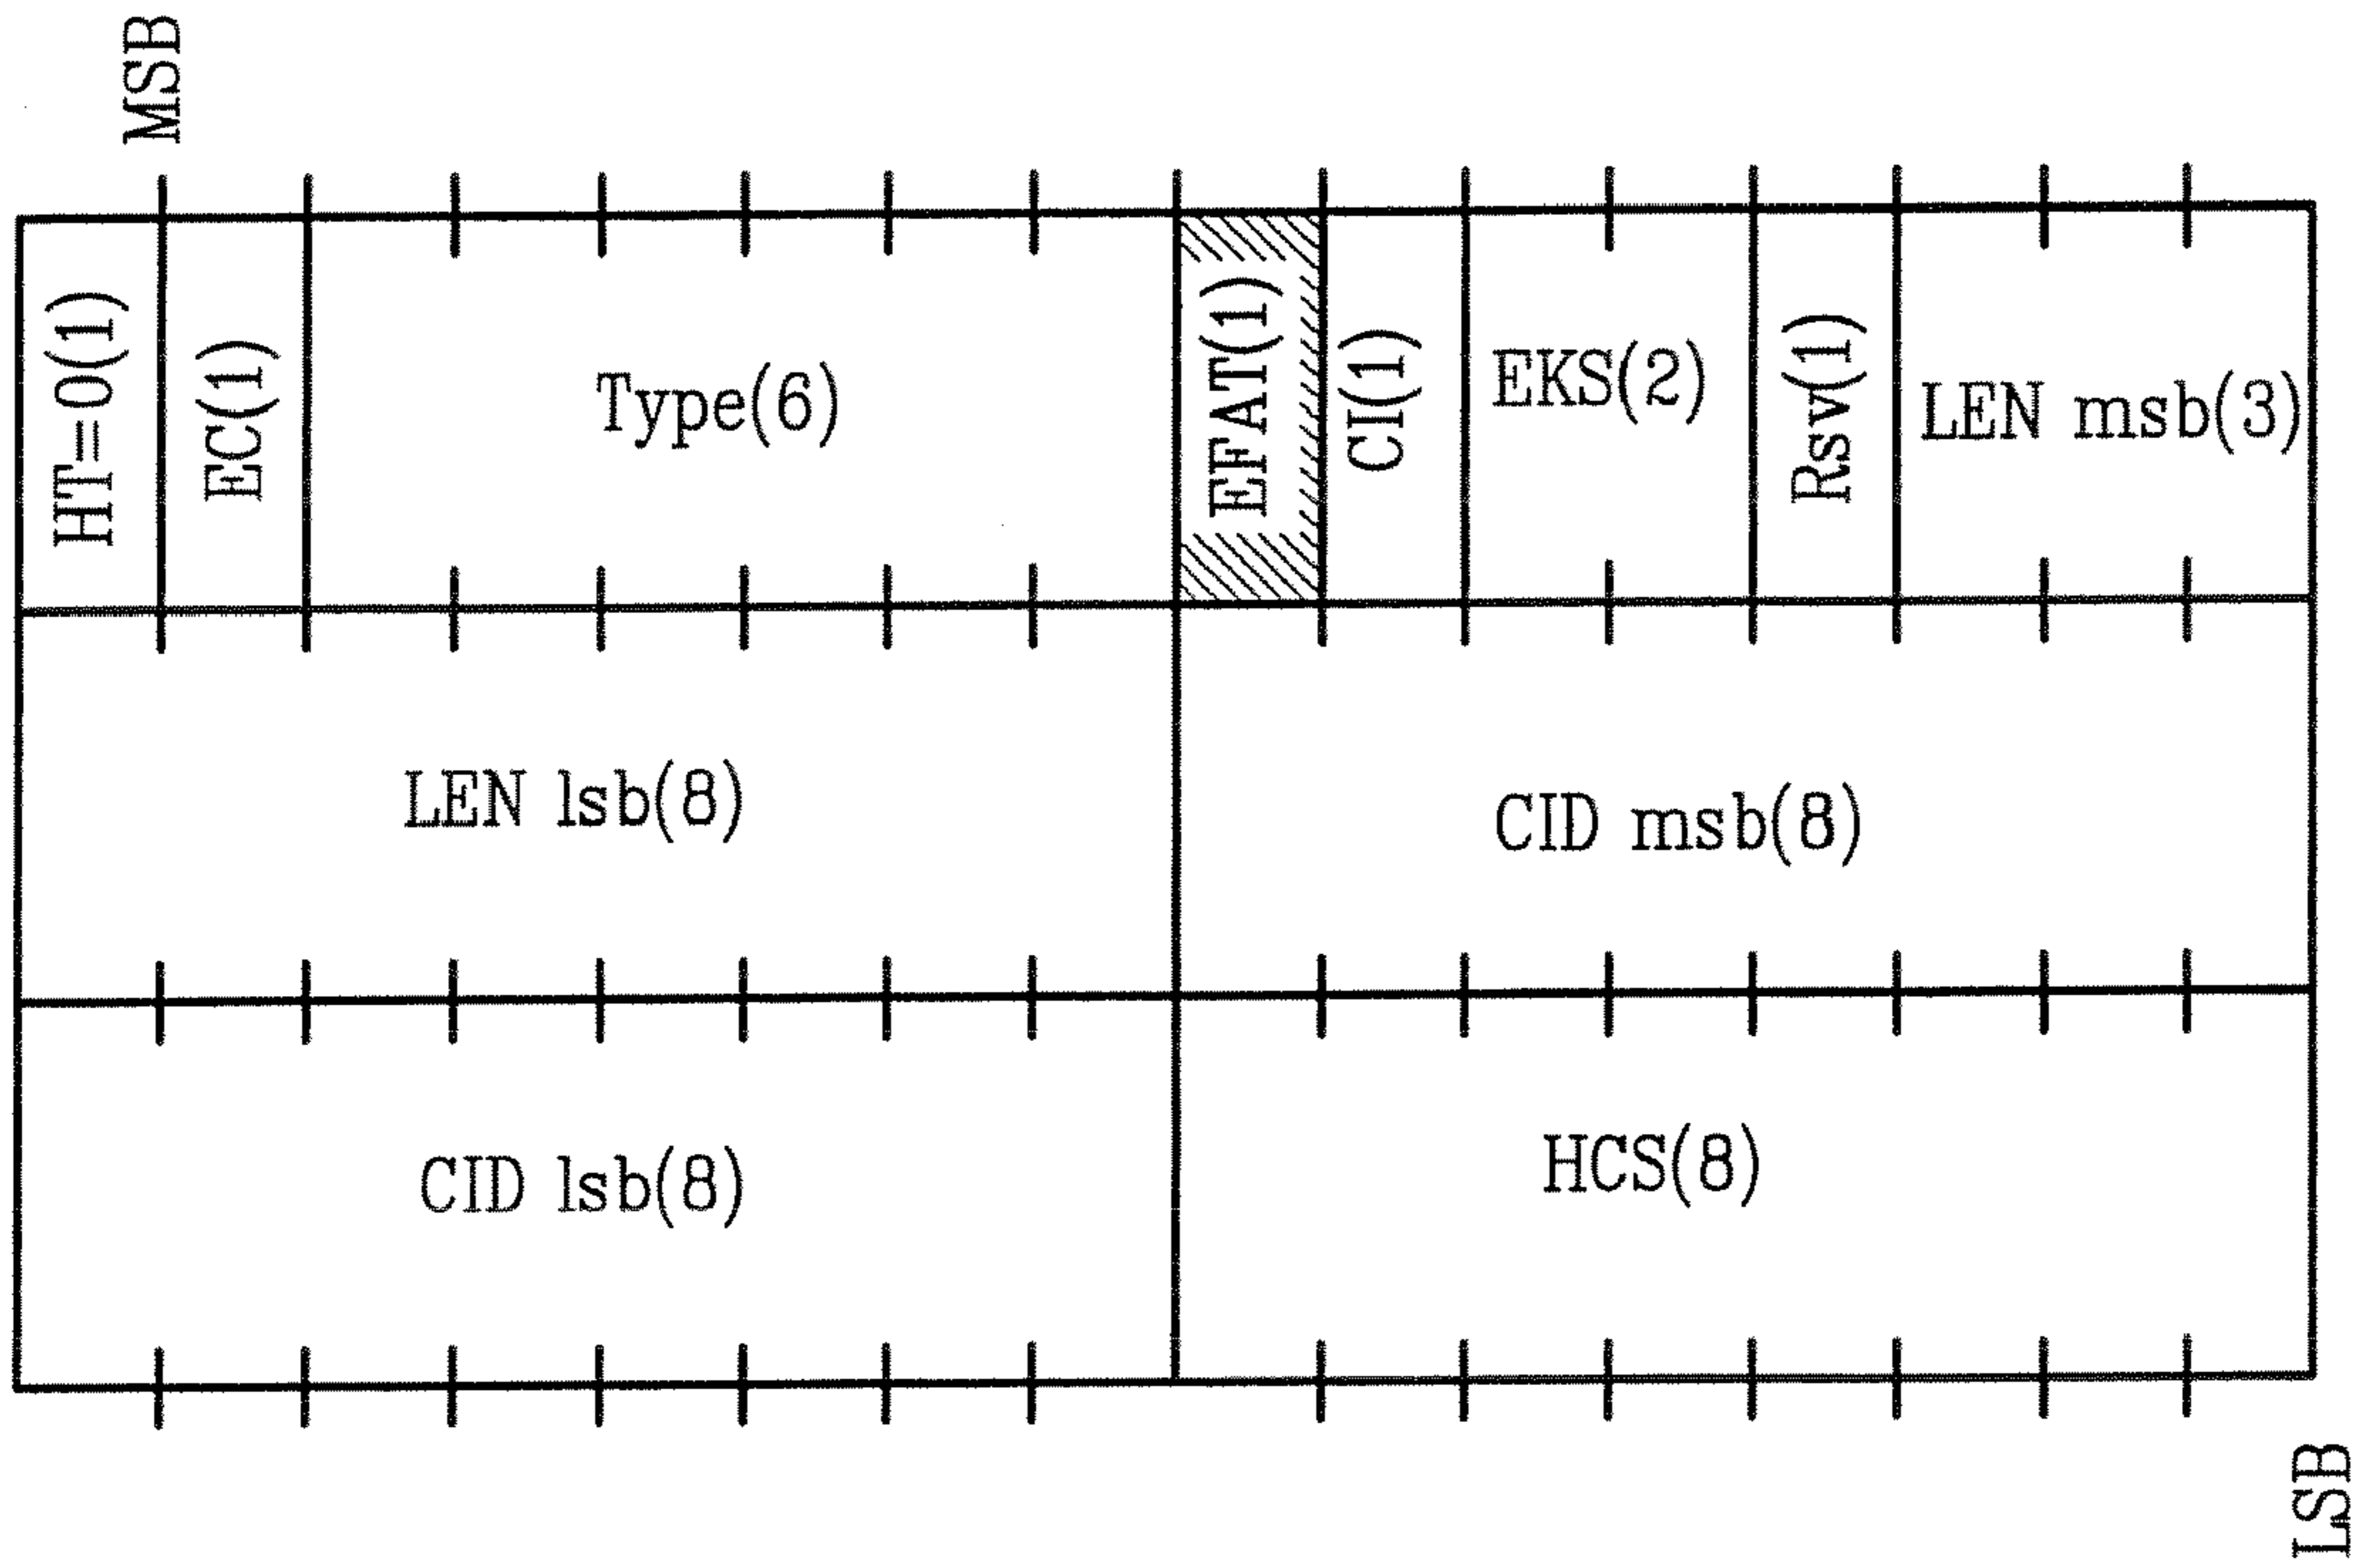 MSB
HT=0(1)
EC(1)
Type(6)
EFAT(1)
CI(1)
EKS(2)
Rsv(1)
LEN msb(3)
LEN lsb(8)
CID msb(8)
CID lsb(8)
HCS(8)
LSB